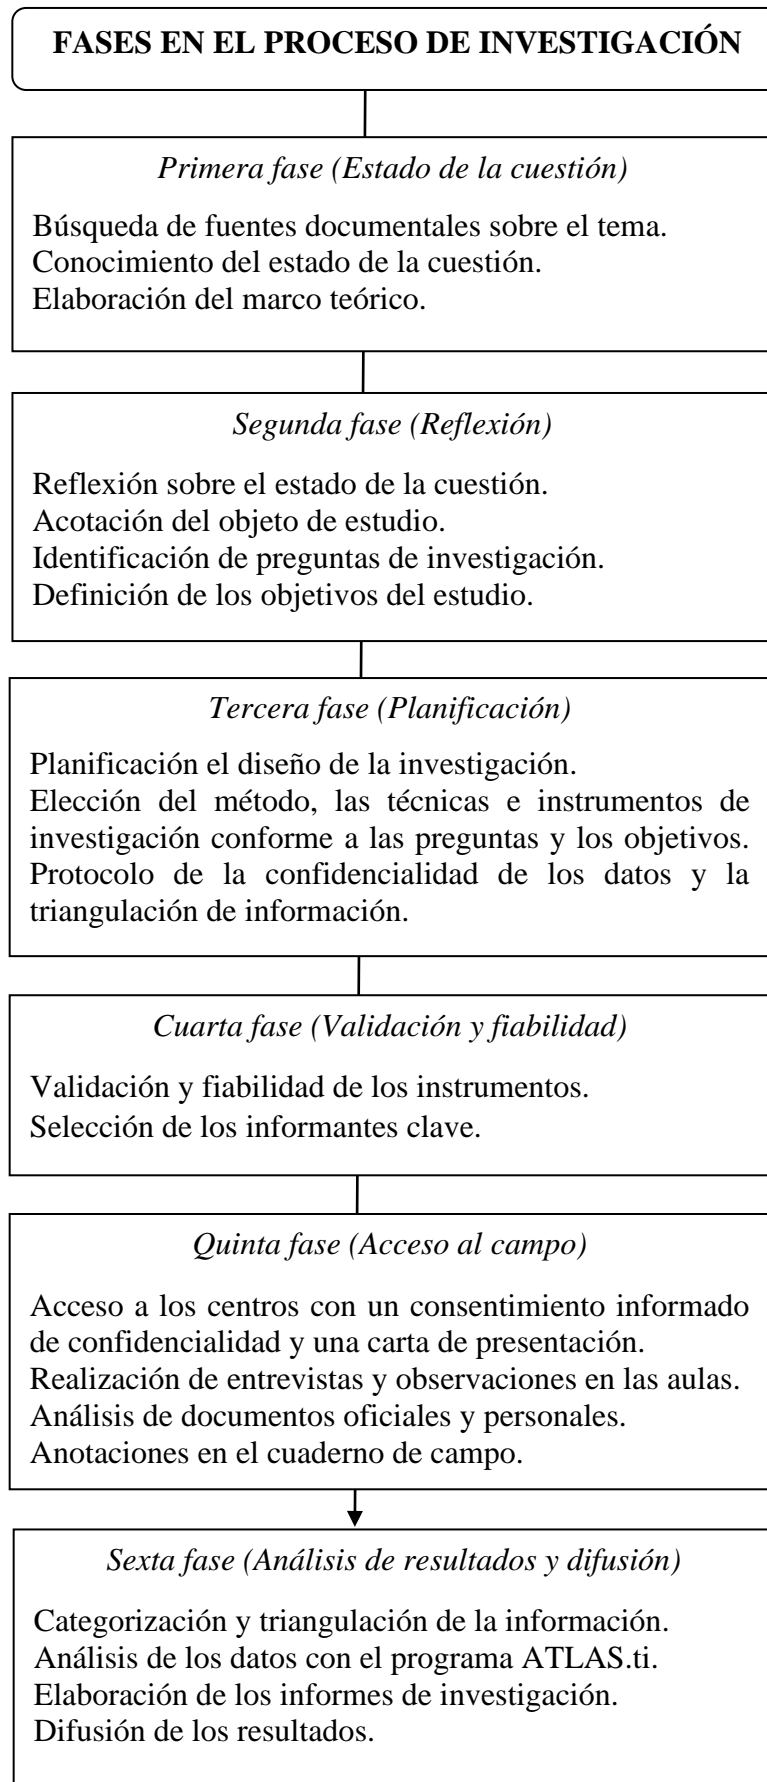 FASES EN EL PROCESO DE INVESTIGACIÓN
Primera fase (Estado de la cuestión)
Búsqueda de fuentes documentales sobre el tema.
Conocimiento del estado de la cuestión.
Elaboración del marco teórico.
Segunda fase (Reflexión)
Reflexión sobre el estado de la cuestión.
Acotación del objeto de estudio.
Identificación de preguntas de investigación.
Definición de los objetivos del estudio.
Tercera fase (Planificación)
Planificación el diseño de la investigación.
Elección del método, las técnicas e instrumentos de
investigación conforme a las preguntas y los objetivos.
Protocolo de la confidencialidad de los datos y la
triangulación de información.
Cuarta fase (Validación y fiabilidad)
Validación y fiabilidad de los instrumentos.
Selección de los informantes clave.
Quinta fase (Acceso al campo)
Acceso a los centros con un consentimiento informado
de confidencialidad y una carta de presentación.
Realización de entrevistas y observaciones en las aulas.
Análisis de documentos oficiales y personales.
Anotaciones en el cuaderno de campo.
Sexta fase (Análisis de resultados y difusión)
Categorización y triangulación de la información.
Análisis de los datos con el programa ATLAS.ti.
Elaboración de los informes de investigación.
Difusión de los resultados.